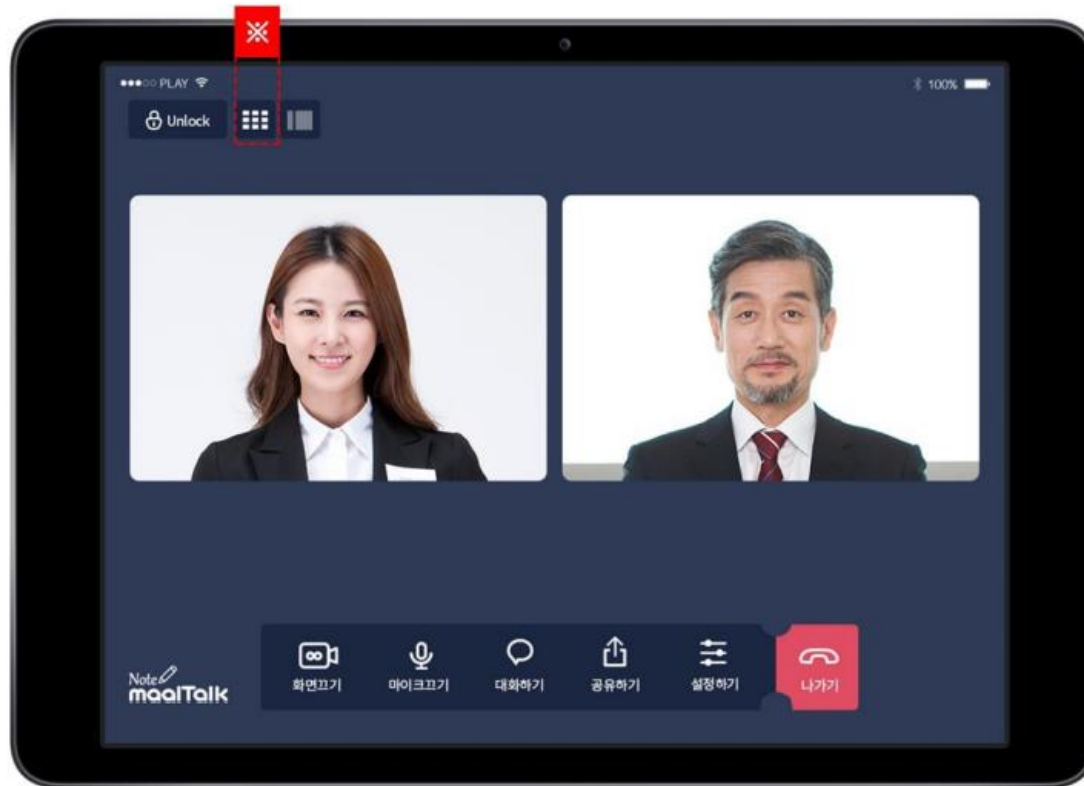 ※
PLAY
100%
Unlock
Note
maalTalk
화면끄기
마이크끄기
대화하기
공유하기
설정하기
나가기